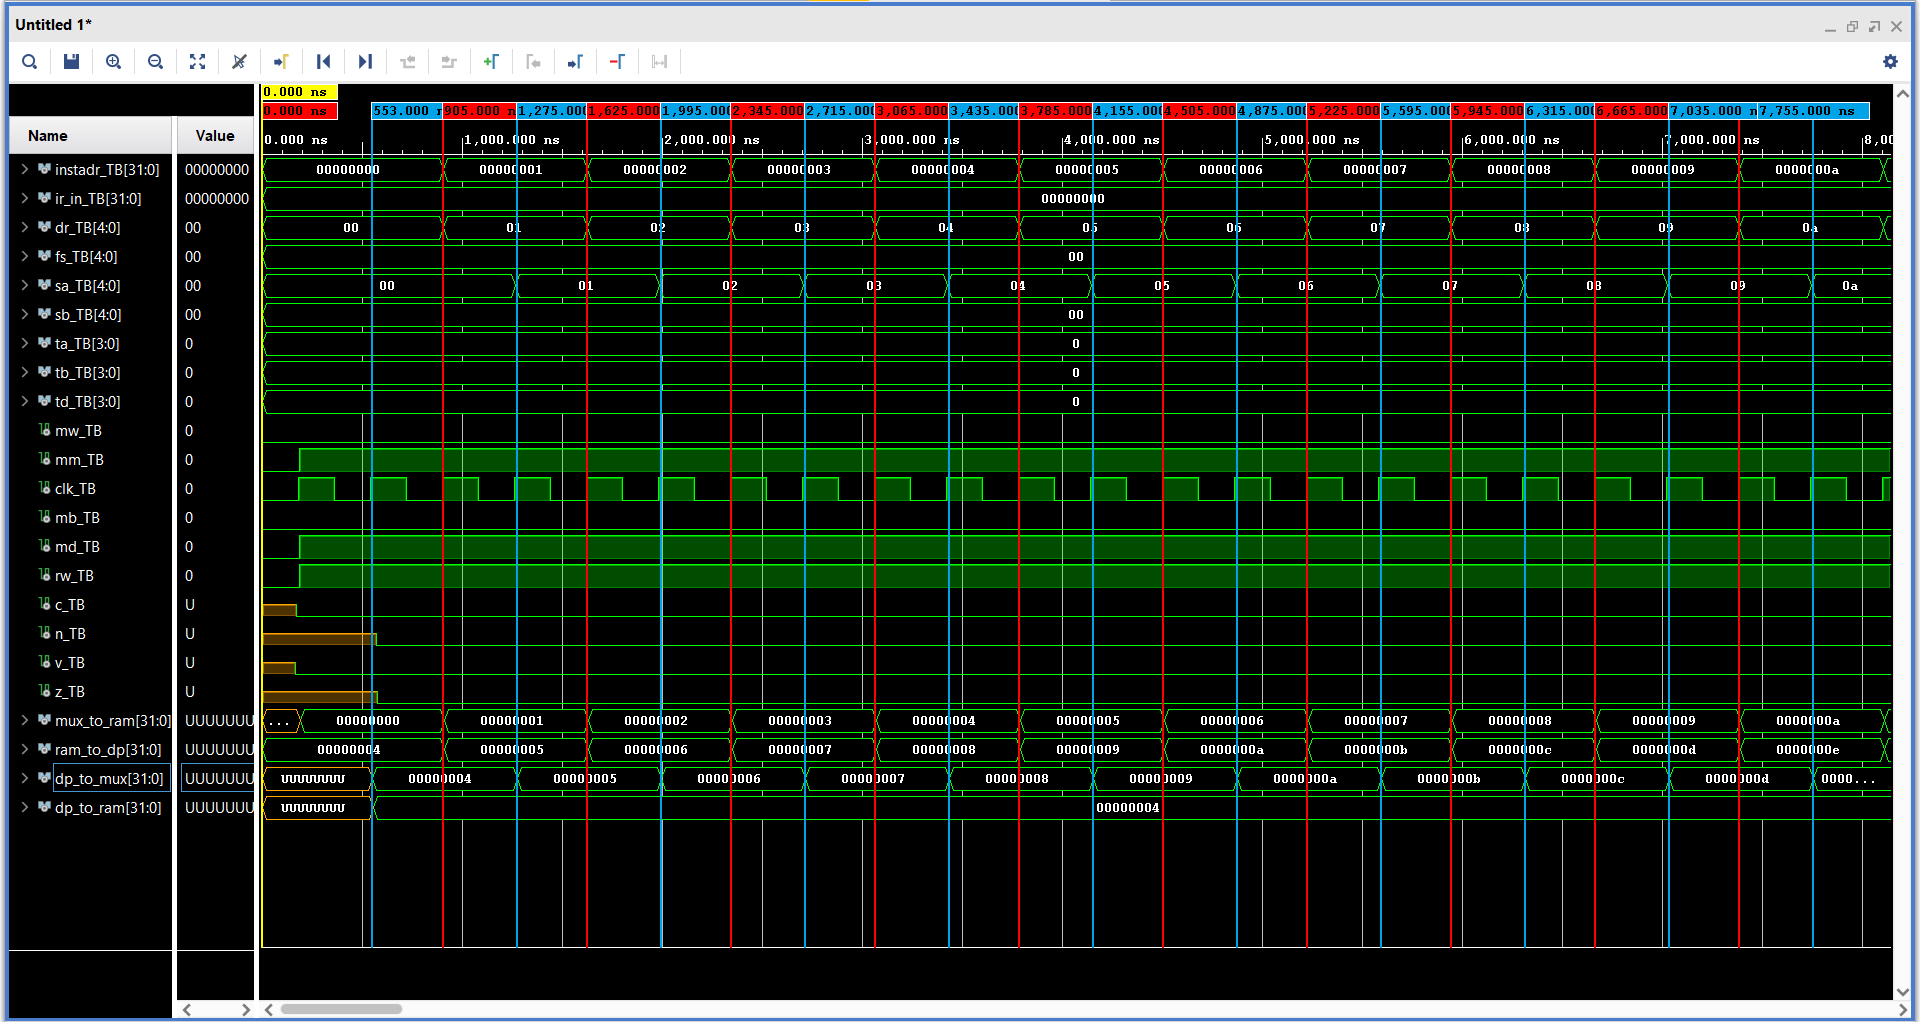 Untitled 1*
0.000 ns
0.000 ns 553.000 n 905.000 n 1,275.000 1,625.000 1,995.000 2,345.000 2,715.000 3,065.000 3,435.000 3,785.000 4,155.000 4,505.000 4,875.000 5,225.000 5,595.000 5,945.000 6,315.000 6,665.000 7,035.000 n 7,755.000 ns
Name Value 0.000 ns 1,000.000 ns 2,000.000 ns 3,000.000 ns 4,000.000 ns 5,000.000 ns 6,000.000 ns 7,000.000 ns 8,00
instadr_TB[31:0] 00000000 00000000 00000001 00000002 00000003 00000004 00000005 00000006 00000007 00000008 00000009 0000000a
ir_in_TB[31:0] 00000000 00000000
dr_TB[4:0] 00 00 01 02 03 04 05 06 07 08 09 0a
fs_TB[4:0] 00 00
sa_TB[4:0] 00 00 01 02 03 04 05 06 07 08 09 0a
sb_TB[4:0] 00 00
ta_TB[3:0] 0 0
tb_TB[3:0] 0 0
td_TB[3:0] 0 0
mw_TB 0
mm_TB 0
clk_TB 0
mb_TB 0
md_TB 0
rw_TB 0
c_TB U
n_TB U
v_TB U
z_TB U
mux_to_ram[31:0] UUUUUUU ... 00000000 00000001 00000002 00000003 00000004 00000005 00000006 00000007 00000008 00000009 0000000a
ram_to_dp[31:0] UUUUUUU 00000004 00000005 00000006 00000007 00000008 00000009 0000000a 0000000b 0000000c 0000000d 0000000e
dp_to_mux[31:0] UUUUUUU UUUUUUUU 00000004 00000005 00000006 00000007 00000008 00000009 0000000a 0000000b 0000000c 0000000d 0000...
dp_to_ram[31:0] UUUUUUU UUUUUUUU 00000004